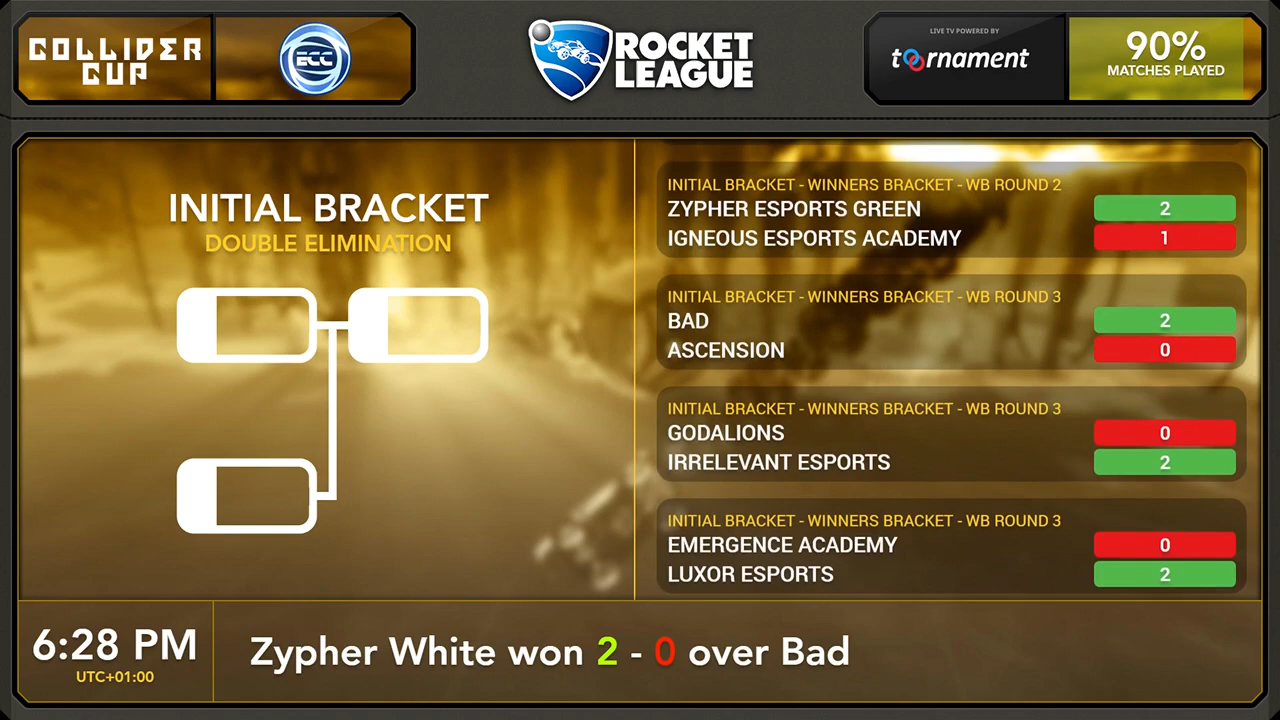 COLLIDER
CUP
ECC
ROCKET
LEAGUE
LIVE TV POWERED BY
toornament
90%
MATCHES PLAYED
INITIAL BRACKET
DOUBLE ELIMINATION
INITIAL BRACKET - WINNERS BRACKET - WB ROUND 2
ZYPHER ESPORTS GREEN 2
IGNEOUS ESPORTS ACADEMY 1
INITIAL BRACKET - WINNERS BRACKET - WB ROUND 3
BAD 2
ASCENSION 0
INITIAL BRACKET - WINNERS BRACKET - WB ROUND 3
GODALIONS 0
IRRELEVANT ESPORTS 2
INITIAL BRACKET - WINNERS BRACKET - WB ROUND 3
EMERGENCE ACADEMY 0
LUXOR ESPORTS 2
6:28 PM
UTC+01:00
Zypher White won 2 - 0 over Bad